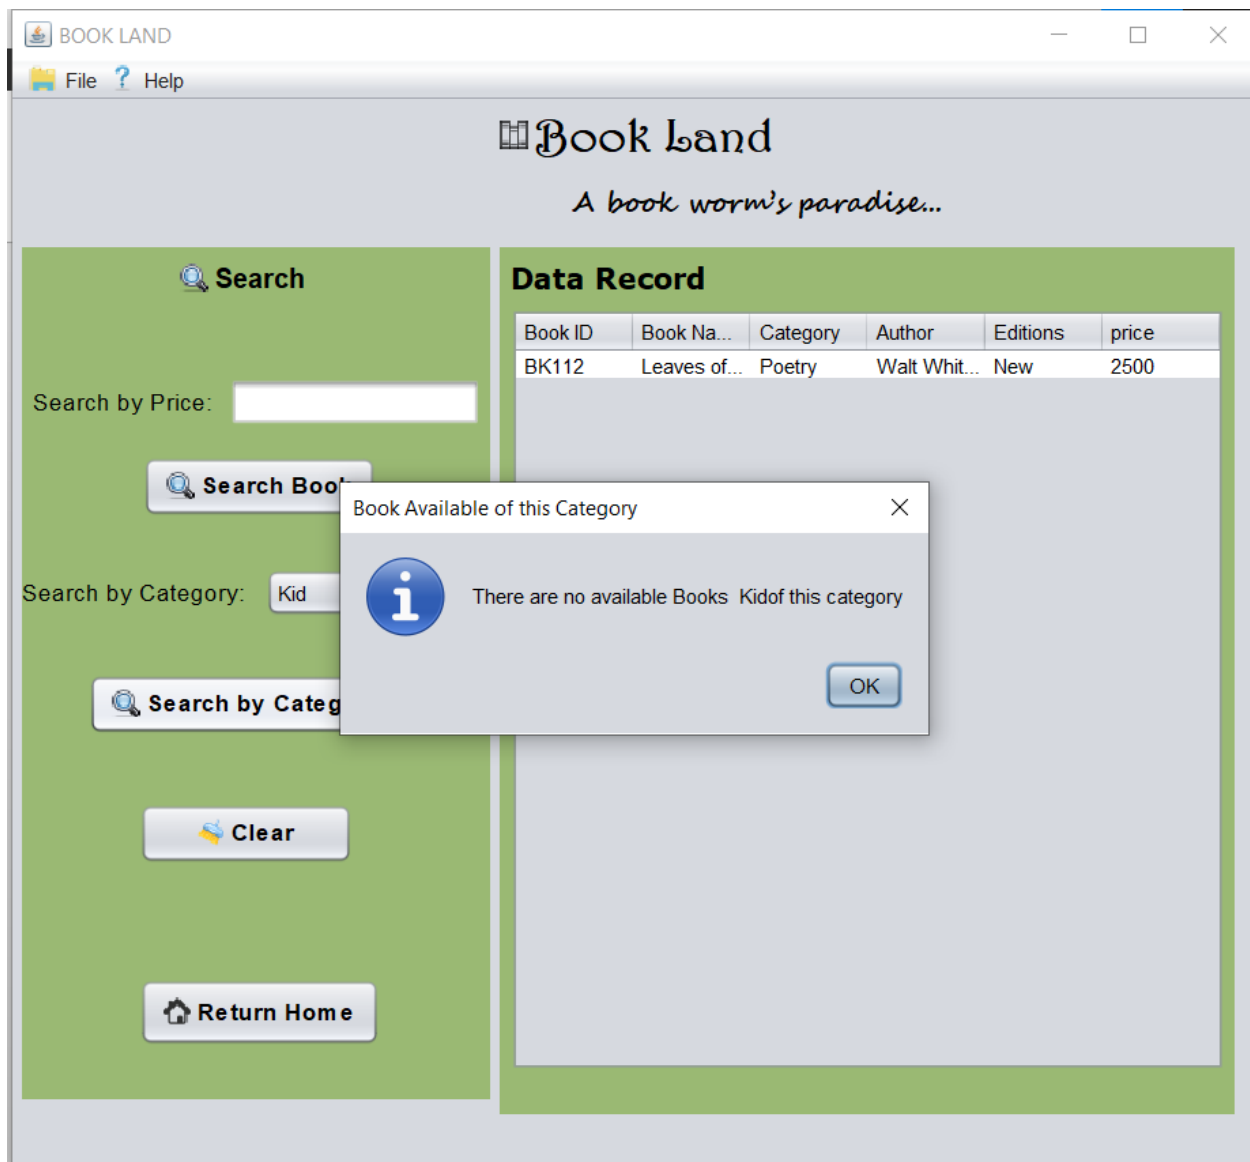 BOOK LAND
File Help
Book Land
A book worm's paradise...
Search
Search by Price:
Search Book
Search by Category: Kid
Search by Categ
Clear
Return Home
Data Record
Book ID Book Na... Category Author Editions price
BK112 Leaves of... Poetry Walt Whit... New 2500
Book Available of this Category
There are no available Books  Kidof this category
OK